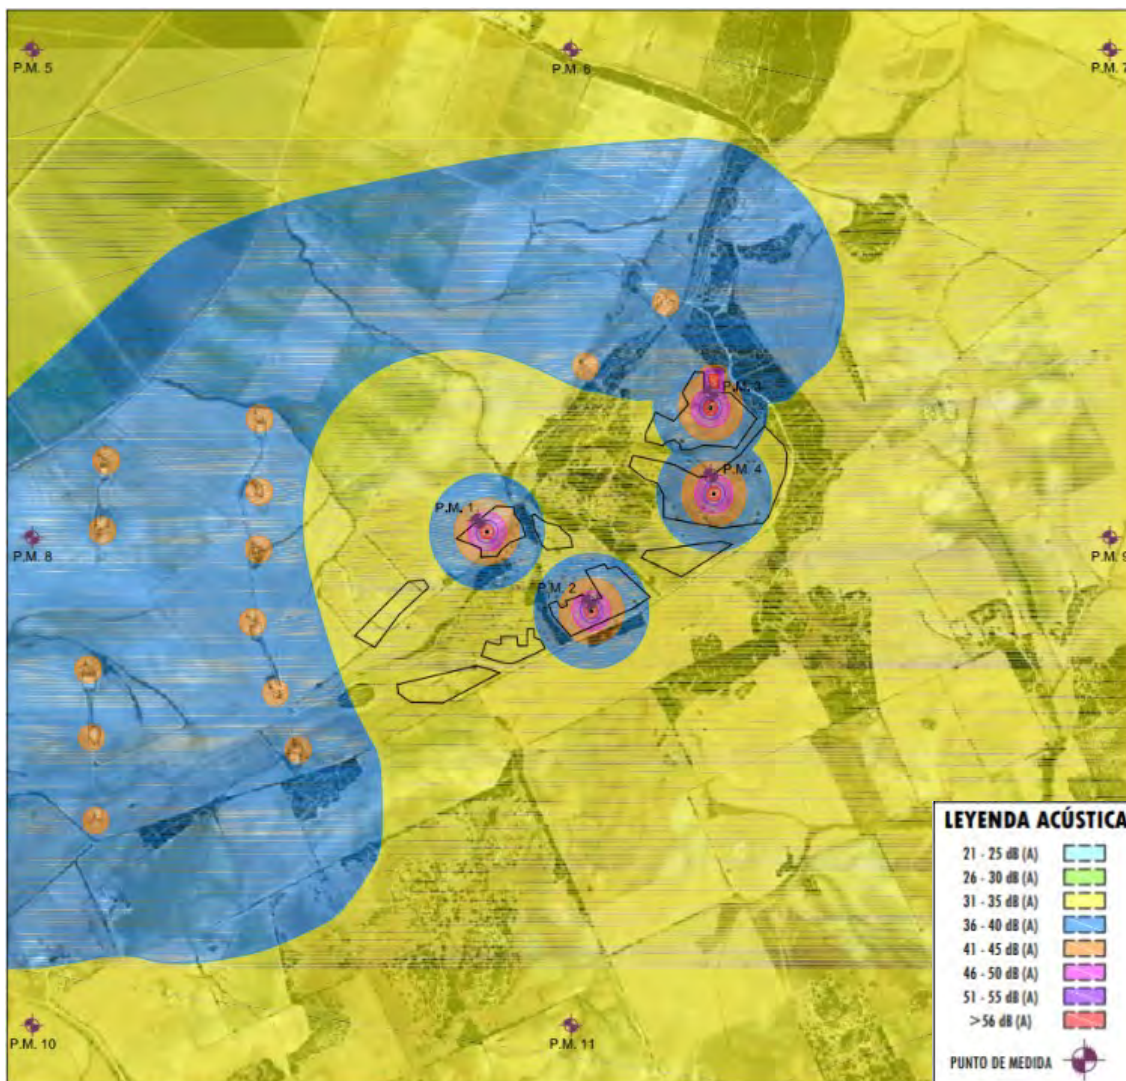 P.M. 5
P.M. 6
P.M. 7
P.M. 3
P.M. 4
P.M. 1
P.M. 8
P.M. 9
P.M. 2
LEYENDA ACÚSTICA
21 - 25 dB (A)
26 - 30 dB (A)
31 - 35 dB (A)
36 - 40 dB (A)
41 - 45 dB (A)
46 - 50 dB (A)
51 - 55 dB (A)
>56 dB (A)
PUNTO DE MEDIDA
P.M. 10
P.M. 11